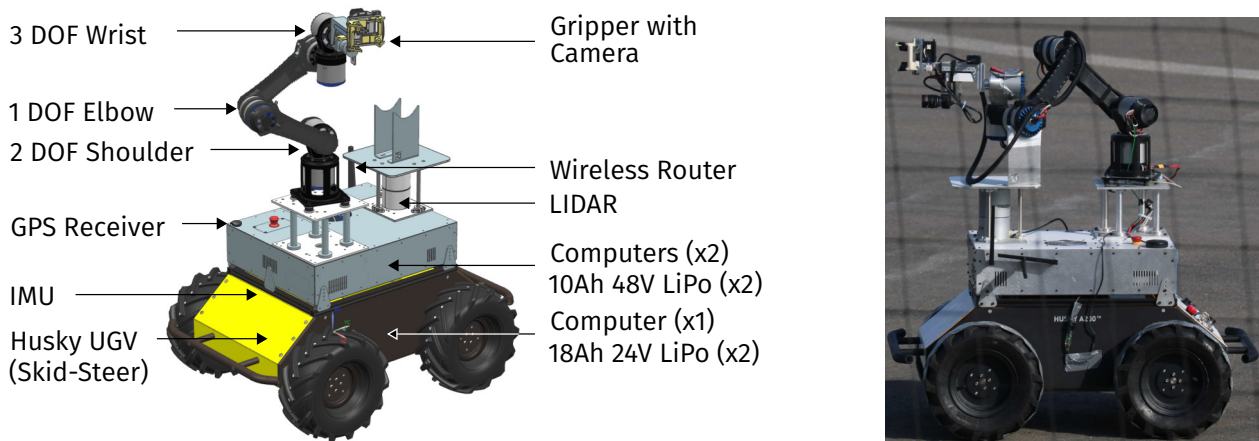 3 DOF Wrist
1 DOF Elbow
2 DOF Shoulder
GPS Receiver
IMU
Husky UGV
(Skid-Steer)
Gripper with
Camera
Wireless Router
LIDAR
Computers (x2)
10Ah 48V LiPo (x2)
Computer (x1)
18Ah 24V LiPo (x2)
HUSKY A200™